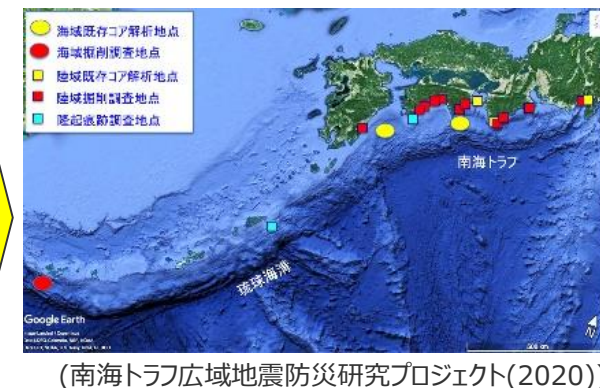 海域既存コア解析地点
海域掘削調査地点
陸域既存コア解析地点
陸域掘削調査地点
隆起痕跡調査地点
南海トラフ
琉球海溝
Google Earth
N
(南海トラフ広域地震防災研究プロジェクト(2020))